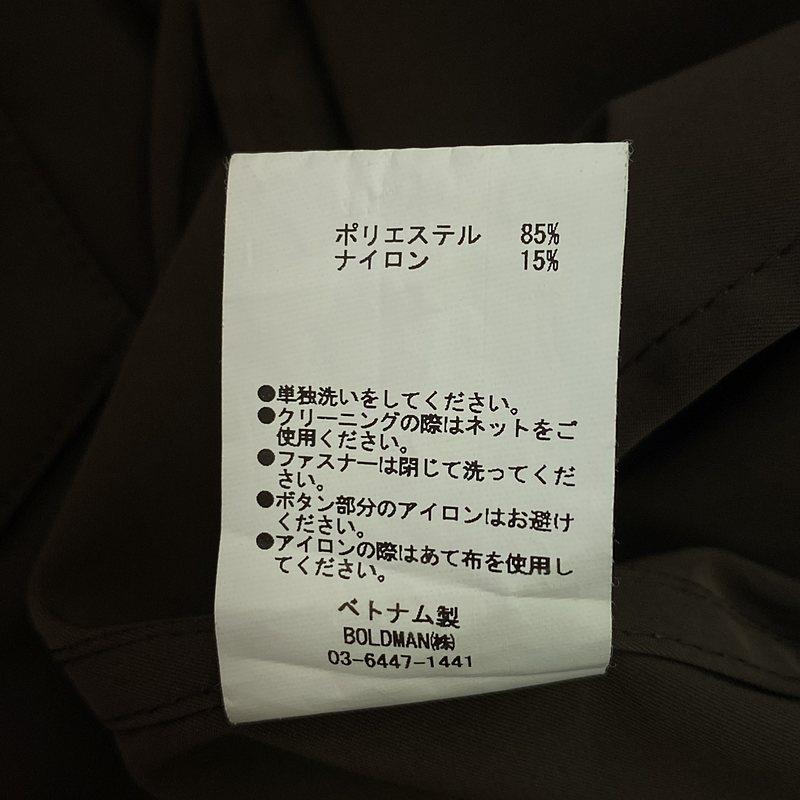 ポリエステル 85%
ナイロン 15%
●単独洗いをしてください。
●クリーニングの際はネットをご
使用ください。
●ファスナーは閉じて洗ってくだ
さい。
●ボタン部分のアイロンはお避け
ください。
●アイロンの際はあて布を使用し
てください。
ベトナム製
BOLDMAN㈱
03-6447-1441